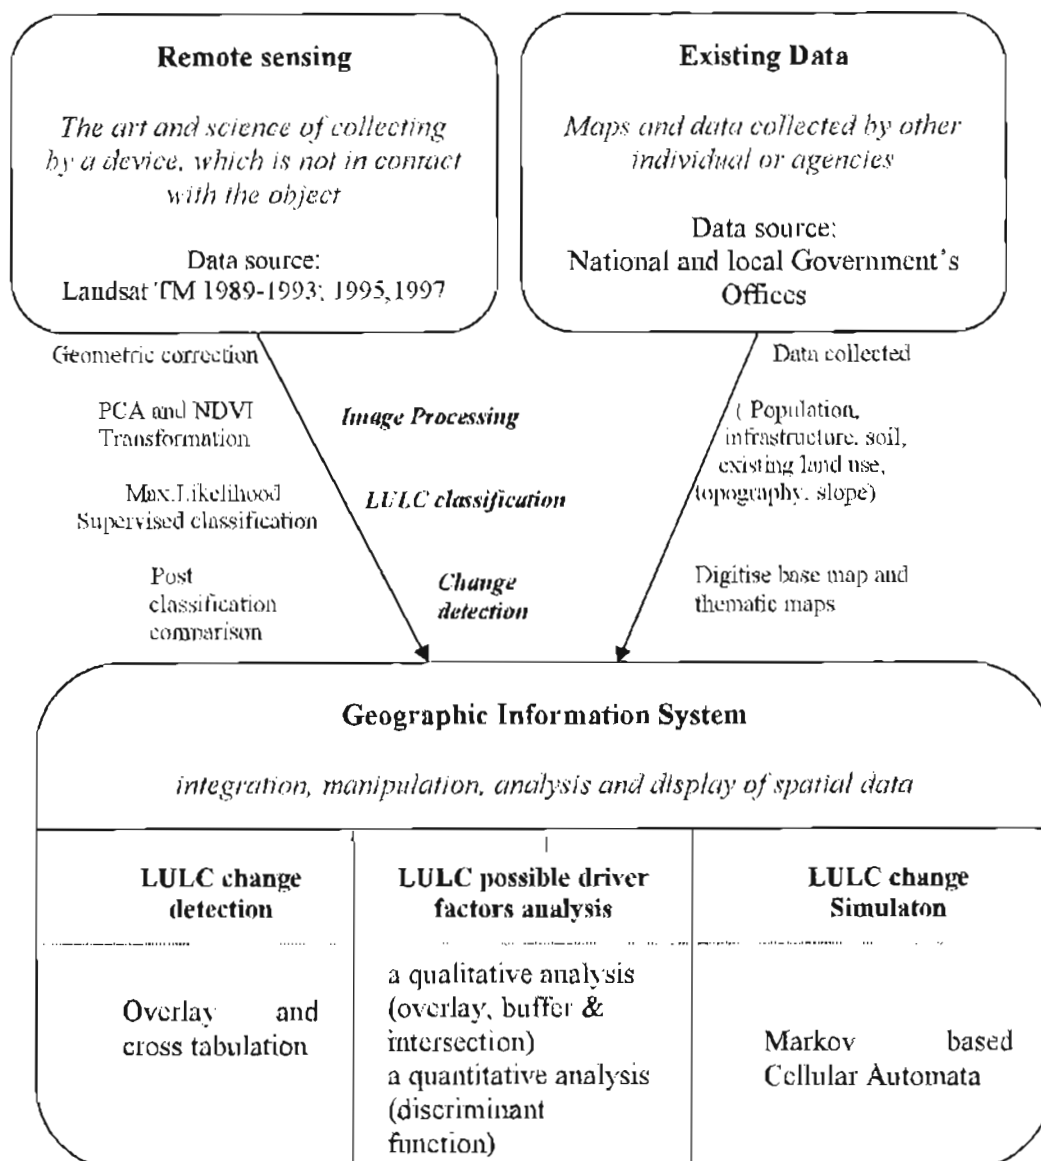 Remote sensing
The art and science of collecting
by a device, which is not in contact
with the object
Data source:
Landsat TM 1989-1993; 1995,1997
Existing Data
Maps and data collected by other
individual or agencies
Data source:
National and local Government's
Offices
Geometric correction
PCA and NDVI
Transformation
Max.Likelihood
Supervised classification
Post
classification
comparison
Image Processing
LULC classification
Change
detection
Data collected
( Population,
infrastructure, soil,
existing land use,
topography, slope)
Digitise base map and
thematic maps
Geographic Information System
integration, manipulation, analysis and display of spatial data
LULC change
detection
Overlay and
cross tabulation
LULC possible driver
factors analysis
a qualitative analysis
(overlay, buffer &
intersection)
a quantitative analysis
(discriminant
function)
LULC change
Simulaton
Markov based
Cellular Automata